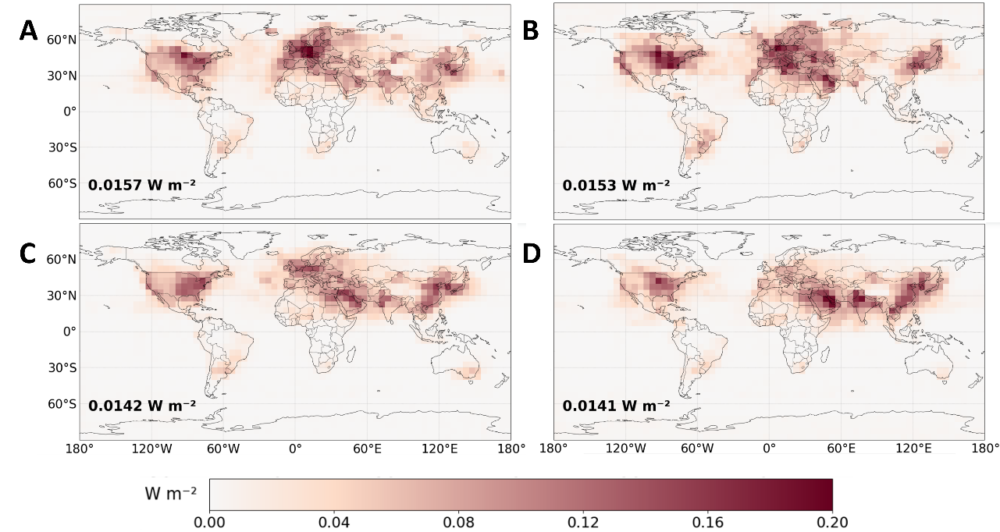 A
B
60°N
30°N
0°
30°S
60°S
0.0157 W m⁻²
0.0153 W m⁻²
C
D
60°N
30°N
0°
30°S
60°S
0.0142 W m⁻²
0.0141 W m⁻²
180° 120°W 60°W 0° 60°E 120°E 180°
180° 120°W 60°W 0° 60°E 120°E 180°
W m⁻²
0.00 0.04 0.08 0.12 0.16 0.20